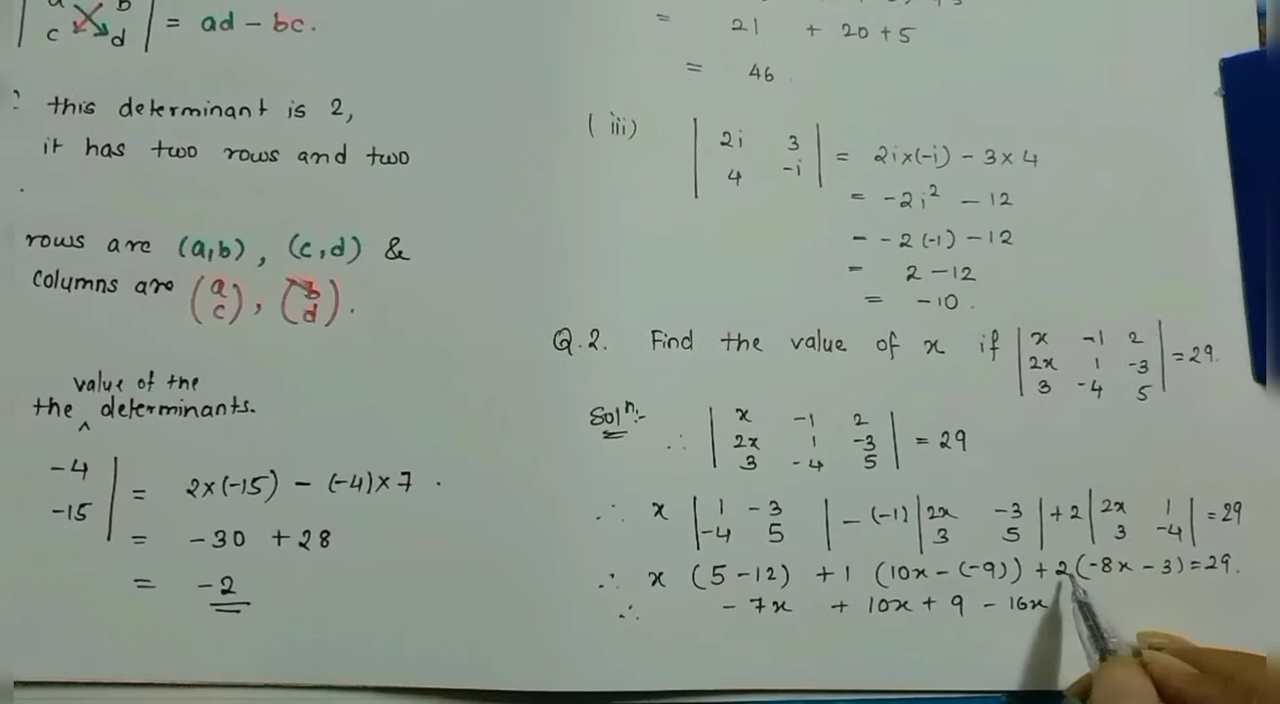 c d = ad - bc.
this determinant is 2,
it has two rows and two
rows are (a,b), (c,d) &
columns are (a c), (b d).
value of the
the ^ determinants.
-4
-15
= 2x(-15) - (-4)x7 .
= -30 + 28
= -2
= 21 + 20 + 5
= 46
(iii) | 2i 3 | = 2ix(-i) - 3x4
| 4 -i |
= -2i² - 12
= -2(-1) - 12
= 2 - 12
= -10.
Q.2. Find the value of x if | x -1 2 | = 29.
| 2x 1 -3 |
| 3 -4 5 |
Solⁿ:-
∴ | x -1 2 |
| 2x 1 -3 | = 29
| 3 -4 5 |
∴ x | 1 -3 | - (-1) | 2x -3 | + 2 | 2x 1 | = 29
| -4 5 | | 3 5 | | 3 -4 |
∴ x (5-12) + 1 (10x - (-9)) + 2(-8x - 3) = 29.
∴ -7x + 10x + 9 - 16x